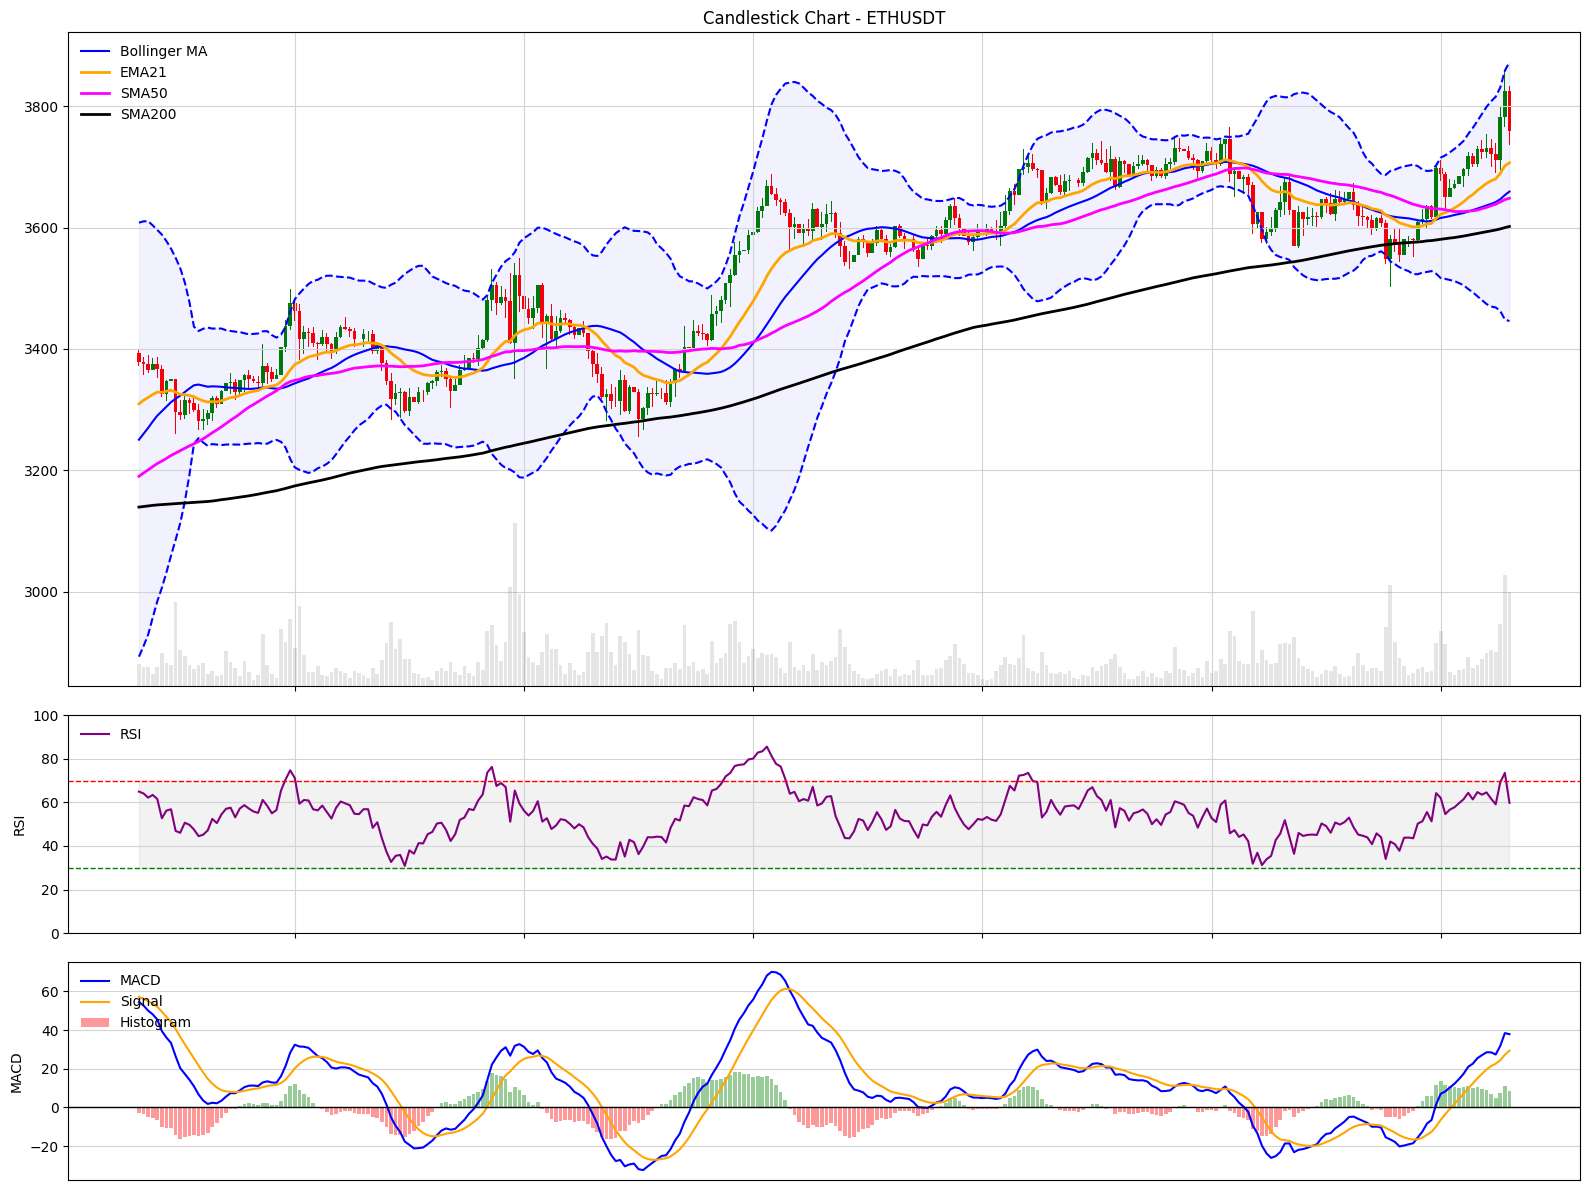 Candlestick Chart - ETHUSDT
Bollinger MA
EMA21
SMA50
SMA200
3800
3600
3400
3200
3000
RSI
100
80
60
40
20
0
RSI
MACD
Signal
Histogram
60
40
20
0
−20
MACD